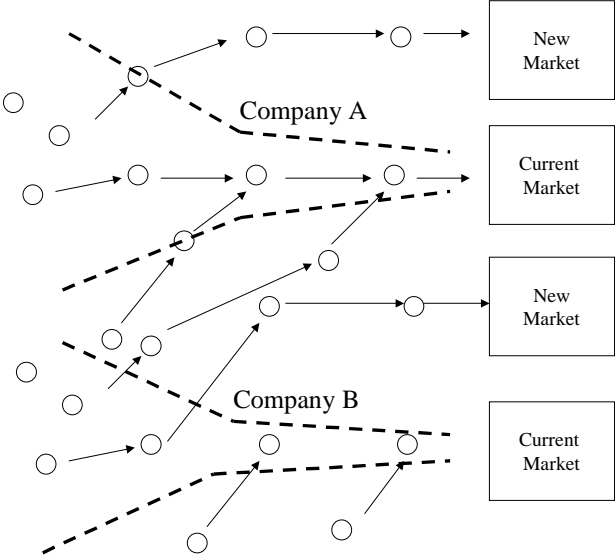 New
Market
Company A
Current
Market
New
Market
Company B
Current
Market